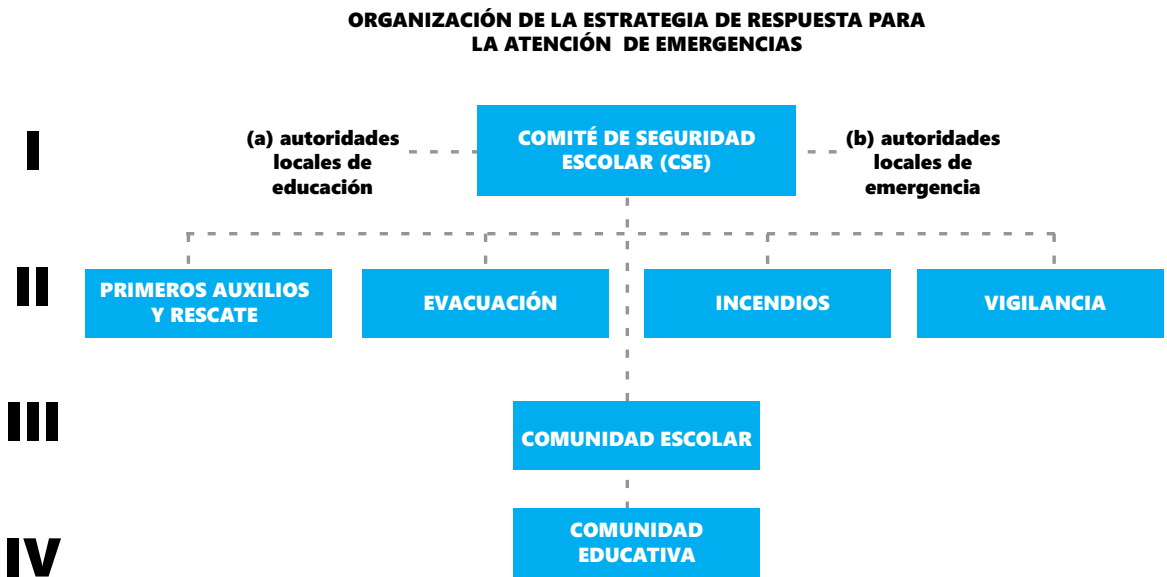 ORGANIZACIÓN DE LA ESTRATEGIA DE RESPUESTA PARA
LA ATENCIÓN DE EMERGENCIAS
I
(a) autoridades
locales de
educación
COMITÉ DE SEGURIDAD
ESCOLAR (CSE)
(b) autoridades
locales de
emergencia
II
PRIMEROS AUXILIOS
Y RESCATE
EVACUACIÓN
INCENDIOS
VIGILANCIA
III
COMUNIDAD ESCOLAR
IV
COMUNIDAD
EDUCATIVA